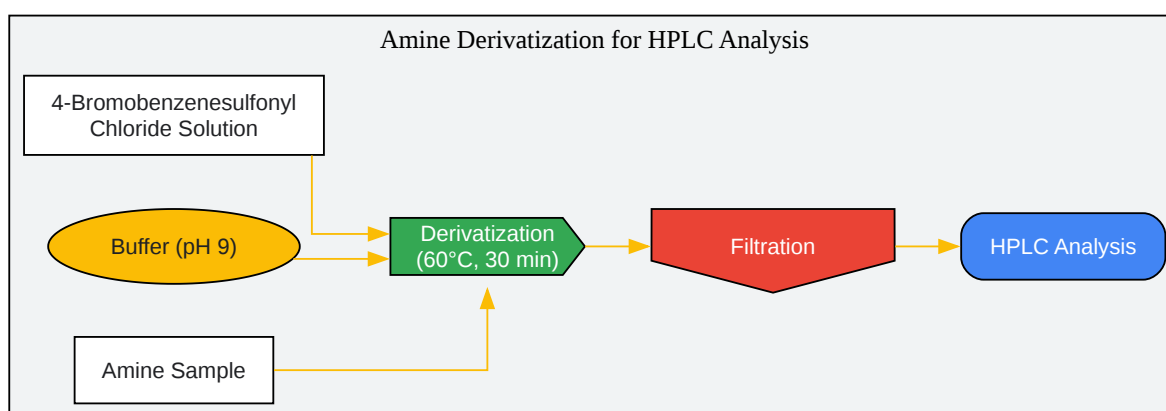 Amine Derivatization for HPLC Analysis
4-Bromobenzenesulfonyl
Chloride Solution
Buffer (pH 9)
Derivatization
(60°C, 30 min)
Filtration
HPLC Analysis
Amine Sample